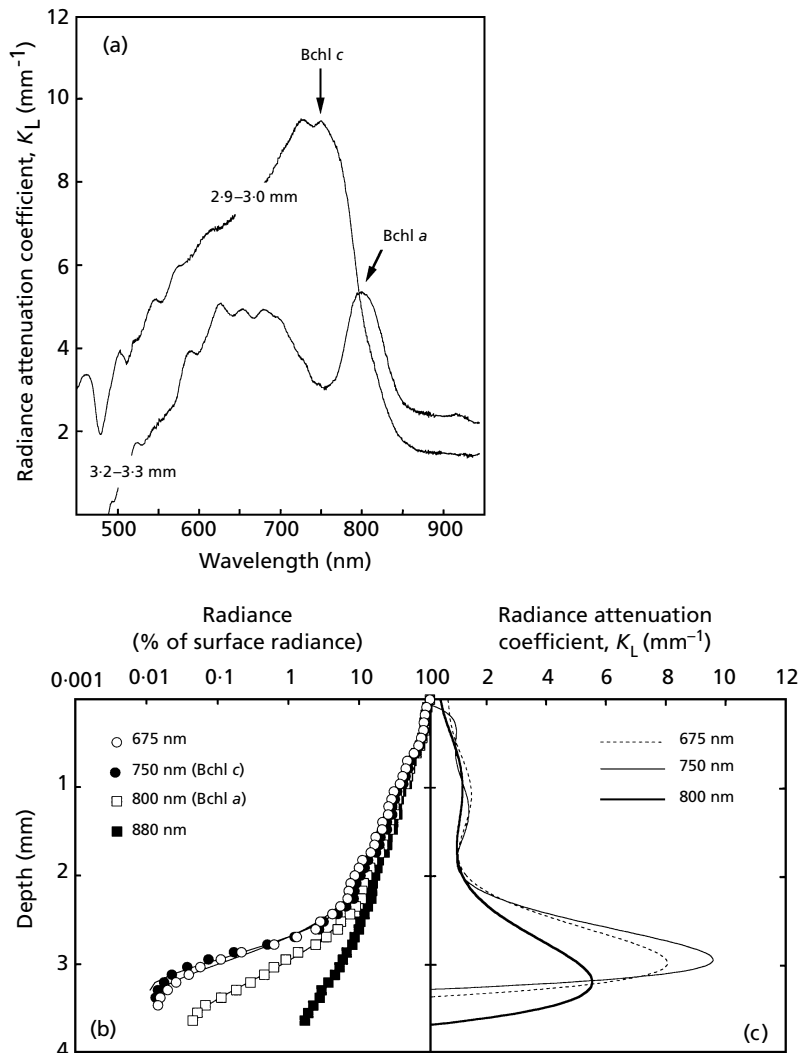 (a)
Radiance attenuation coefficient, K_L (mm⁻¹)
12
10
8
6
4
2
Bchl c
2·9–3·0 mm
Bchl a
3·2–3·3 mm
500 600 700 800 900
Wavelength (nm)
Radiance
(% of surface radiance)
Radiance attenuation
coefficient, K_L (mm⁻¹)
0·001 0·01 0·1 1 10 100 2 4 6 8 10 12
Depth (mm)
1
2
3
4
675 nm
750 nm (Bchl c)
800 nm (Bchl a)
880 nm
(b)
675 nm
750 nm
800 nm
(c)